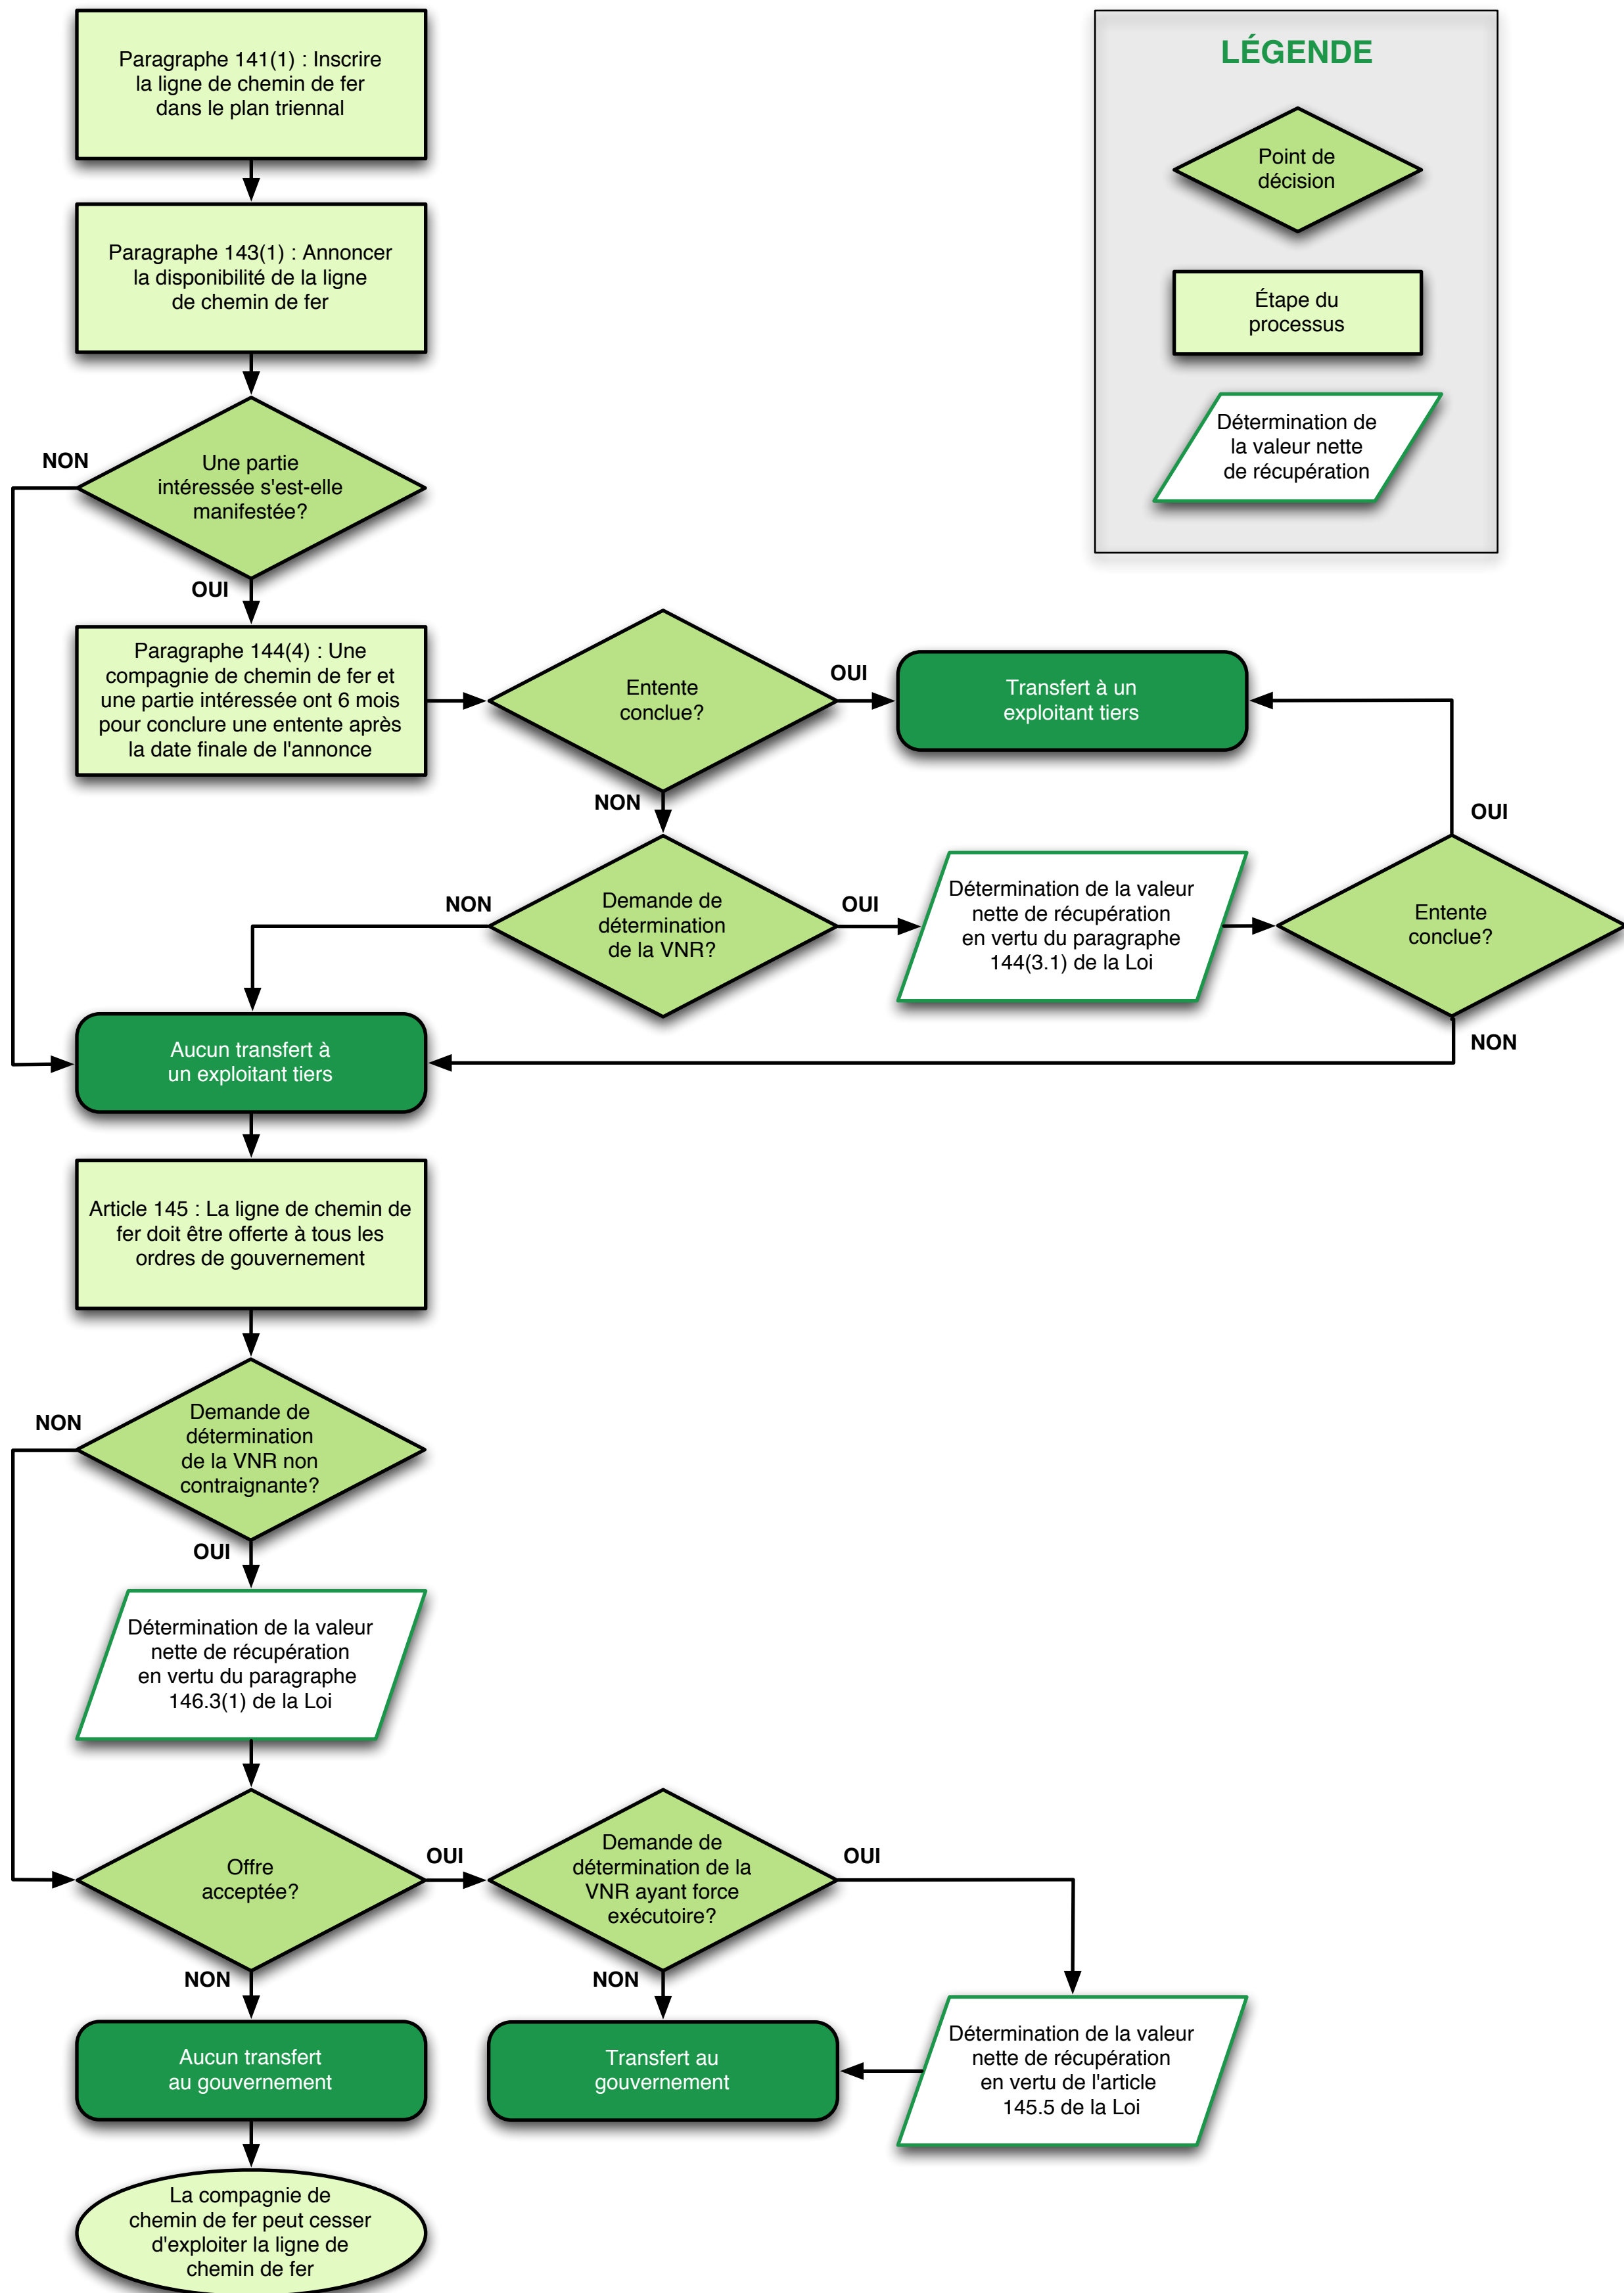 Paragraphe 141(1) : Inscrire
la ligne de chemin de fer
dans le plan triennal
LÉGENDE
Point de
décision
Étape du
processus
Détermination de
la valeur nette
de récupération
Paragraphe 143(1) : Annoncer
la disponibilité de la ligne
de chemin de fer
NON
Une partie
intéressée s'est-elle
manifestée?
OUI
Paragraphe 144(4) : Une
compagnie de chemin de fer et
une partie intéressée ont 6 mois
pour conclure une entente après
la date finale de l'annonce
Entente
conclue?
OUI
Transfert à un
exploitant tiers
NON
OUI
NON
Demande de
détermination
de la VNR?
OUI
Détermination de la valeur
nette de récupération
en vertu du paragraphe
144(3.1) de la Loi
Entente
conclue?
NON
Aucun transfert à
un exploitant tiers
Article 145 : La ligne de chemin de
fer doit être offerte à tous les
ordres de gouvernement
NON
Demande de
détermination
de la VNR non
contraignante?
OUI
Détermination de la valeur
nette de récupération
en vertu du paragraphe
146.3(1) de la Loi
Offre
acceptée?
OUI
Demande de
détermination de la
VNR ayant force
exécutoire?
OUI
NON
NON
Aucun transfert
au gouvernement
Transfert au
gouvernement
Détermination de la valeur
nette de récupération
en vertu de l'article
145.5 de la Loi
La compagnie de
chemin de fer peut cesser
d'exploiter la ligne de
chemin de fer